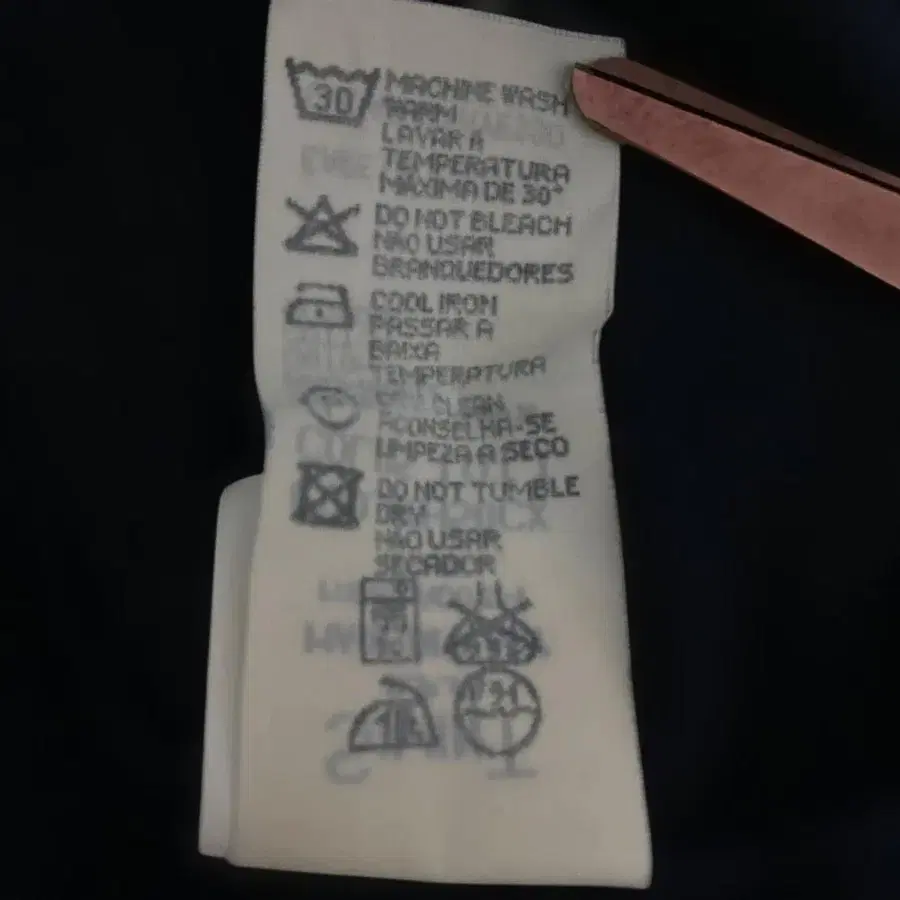 30
MACHINE WASH
WARM
LAVAR A
TEMPERATURA
MÁXIMA DE 30°
DO NOT BLEACH
NÃO USAR
BRANQUEDORES
COOL IRON
PASSAR A
BAIXA
TEMPERATURA
CLEAN
ACONSELHA-SE
LIMPEZA A SECO
DO NOT TUMBLE
DRY
NÃO USAR
SECADOR